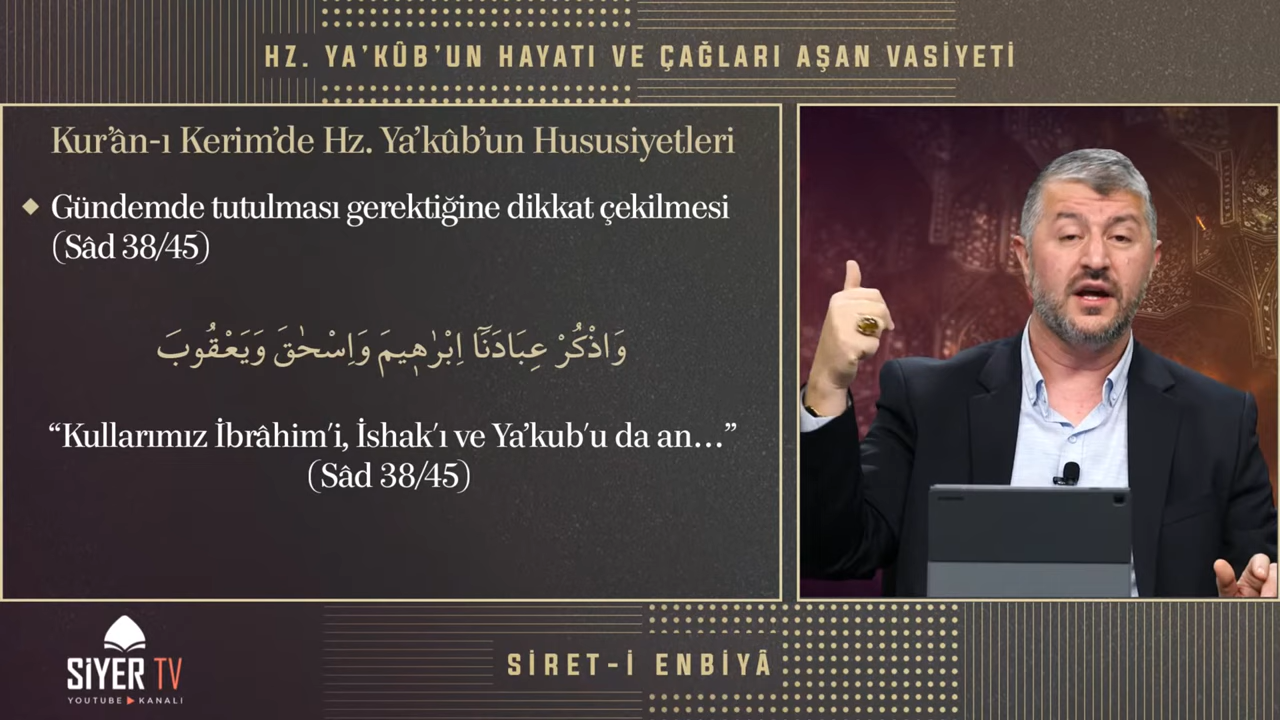 HZ. YA’KÛB’UN HAYATI VE ÇAĞLARI AŞAN VASİYETİ
Kur’ân-ı Kerim’de Hz. Ya’kûb’un Hususiyetleri
Gündemde tutulması gerektiğine dikkat çekilmesi
(Sâd 38/45)
وَاذْكُرْ عِبَادَنَٓا اِبْرٰه۪يمَ وَاِسْحٰقَ وَيَعْقُوبَ
“Kullarımız İbrâhim'i, İshak'ı ve Ya’kub'u da an...”
(Sâd 38/45)
SİYER TV
YOUTUBE KANALI
SİRET-İ ENBİYÂ